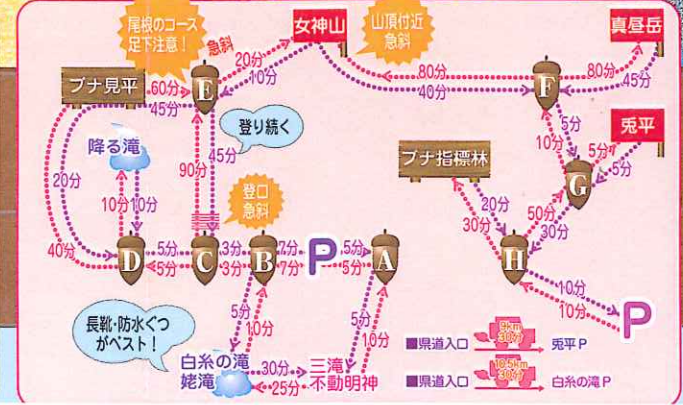 尾根のコース
足下注意!
急斜
女神山
山頂付近
急斜
真昼岳
20分
10分
80分
80分
40分
45分
ブナ見平
60分
45分
E
F
登り続く
5分
10分
兎平
5分
5分
降る滝
45分
90分
ブナ指標林
G
20分
10分
10分
登口
急斜
20分
30分
50分
30分
40分
D
5分
5分
C
3分
3分
B
7分
7分
P
5分
5分
A
H
10分
10分
P
長靴・防水ぐつ
がベスト!
5分
10分
5分
10分
白糸の滝
姥滝
30分
25分
三滝
不動明神
■県道入口
9km
30分
兎平P
■県道入口
10.5km
30分
白糸の滝P